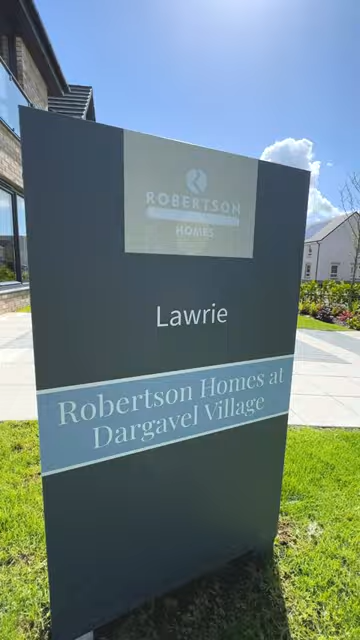 ROBERTSON
HOMES
Lawrie
Robertson Homes at
Dargavel Village